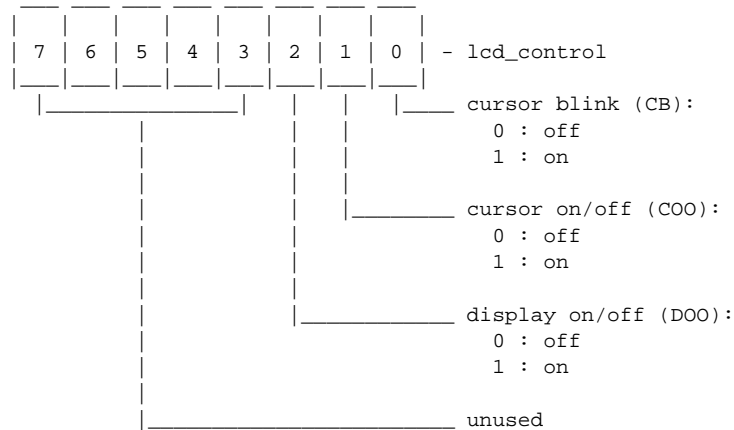 7 6 5 4 3 2 1 0 - lcd_control
cursor blink (CB):
0 : off
1 : on
cursor on/off (COO):
0 : off
1 : on
display on/off (DOO):
0 : off
1 : on
unused